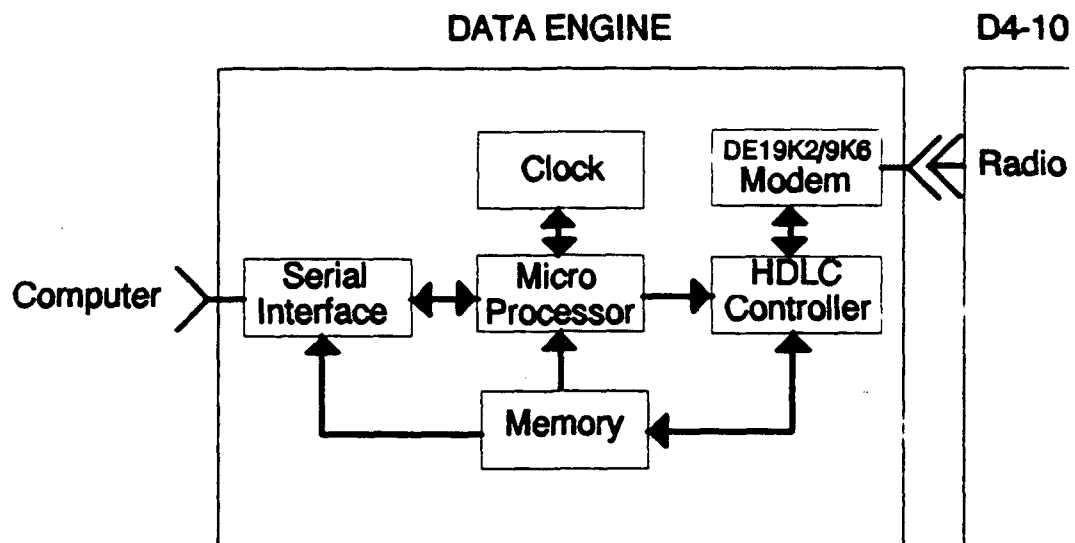 DATA ENGINE
D4-10
Clock
DE19K2/9K6
Modem
Radio
Computer
Serial
Interface
Micro
Processor
HDLC
Controller
Memory